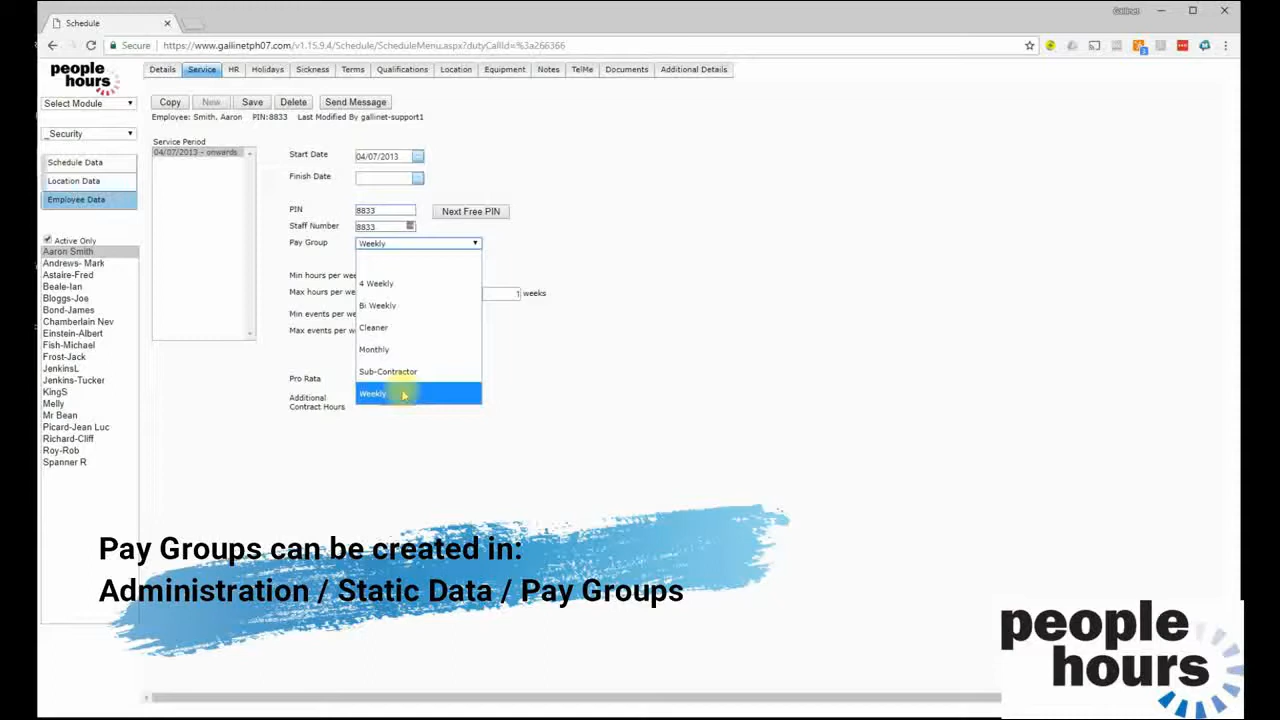 Schedule
Gallinet
Secure
https://www.gallinetph07.com/v1.15.9.4/Schedule/ScheduleMenu.aspx?dutyCallId=%3a266366
people
hours
Details Service HR Holidays Sickness Terms Qualifications Location Equipment Notes TelMe Documents Additional Details
Select Module
Copy New Save Delete Send Message
Employee: Smith, Aaron PIN:8833 Last Modified By gallinet-support1
_Security
Schedule Data
Location Data
Employee Data
Active Only
Aaron Smith
Andrews- Mark
Astaire-Fred
Beale-Ian
Bloggs-Joe
Bond-James
Chamberlain Nev
Einstein-Albert
Fish-Michael
Frost-Jack
JenkinsL
Jenkins-Tucker
KingS
Melly
Mr Bean
Picard-Jean Luc
Richard-Cliff
Roy-Rob
Spanner R
Service Period
04/07/2013 - onwards
Start Date 04/07/2013
Finish Date
PIN 8833 Next Free PIN
Staff Number 8833
Pay Group Weekly
Min hours per wee
Max hours per we 1 weeks
Min events per we
Max events per w
Pro Rata
Additional
Contract Hours
4 Weekly
Bi Weekly
Cleaner
Monthly
Sub-Contractor
Weekly
Pay Groups can be created in:
Administration / Static Data / Pay Groups
people
hours